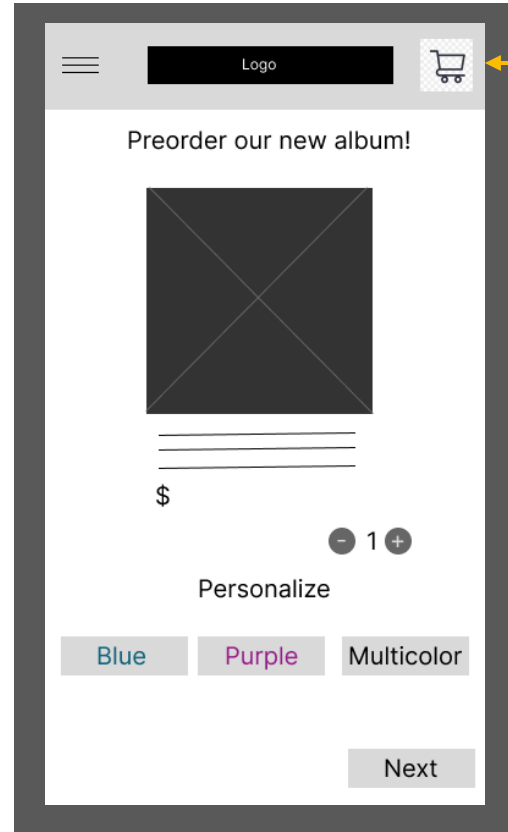 Logo
Preorder our new album!
$
- 1 +
Personalize
Blue Purple Multicolor
Next